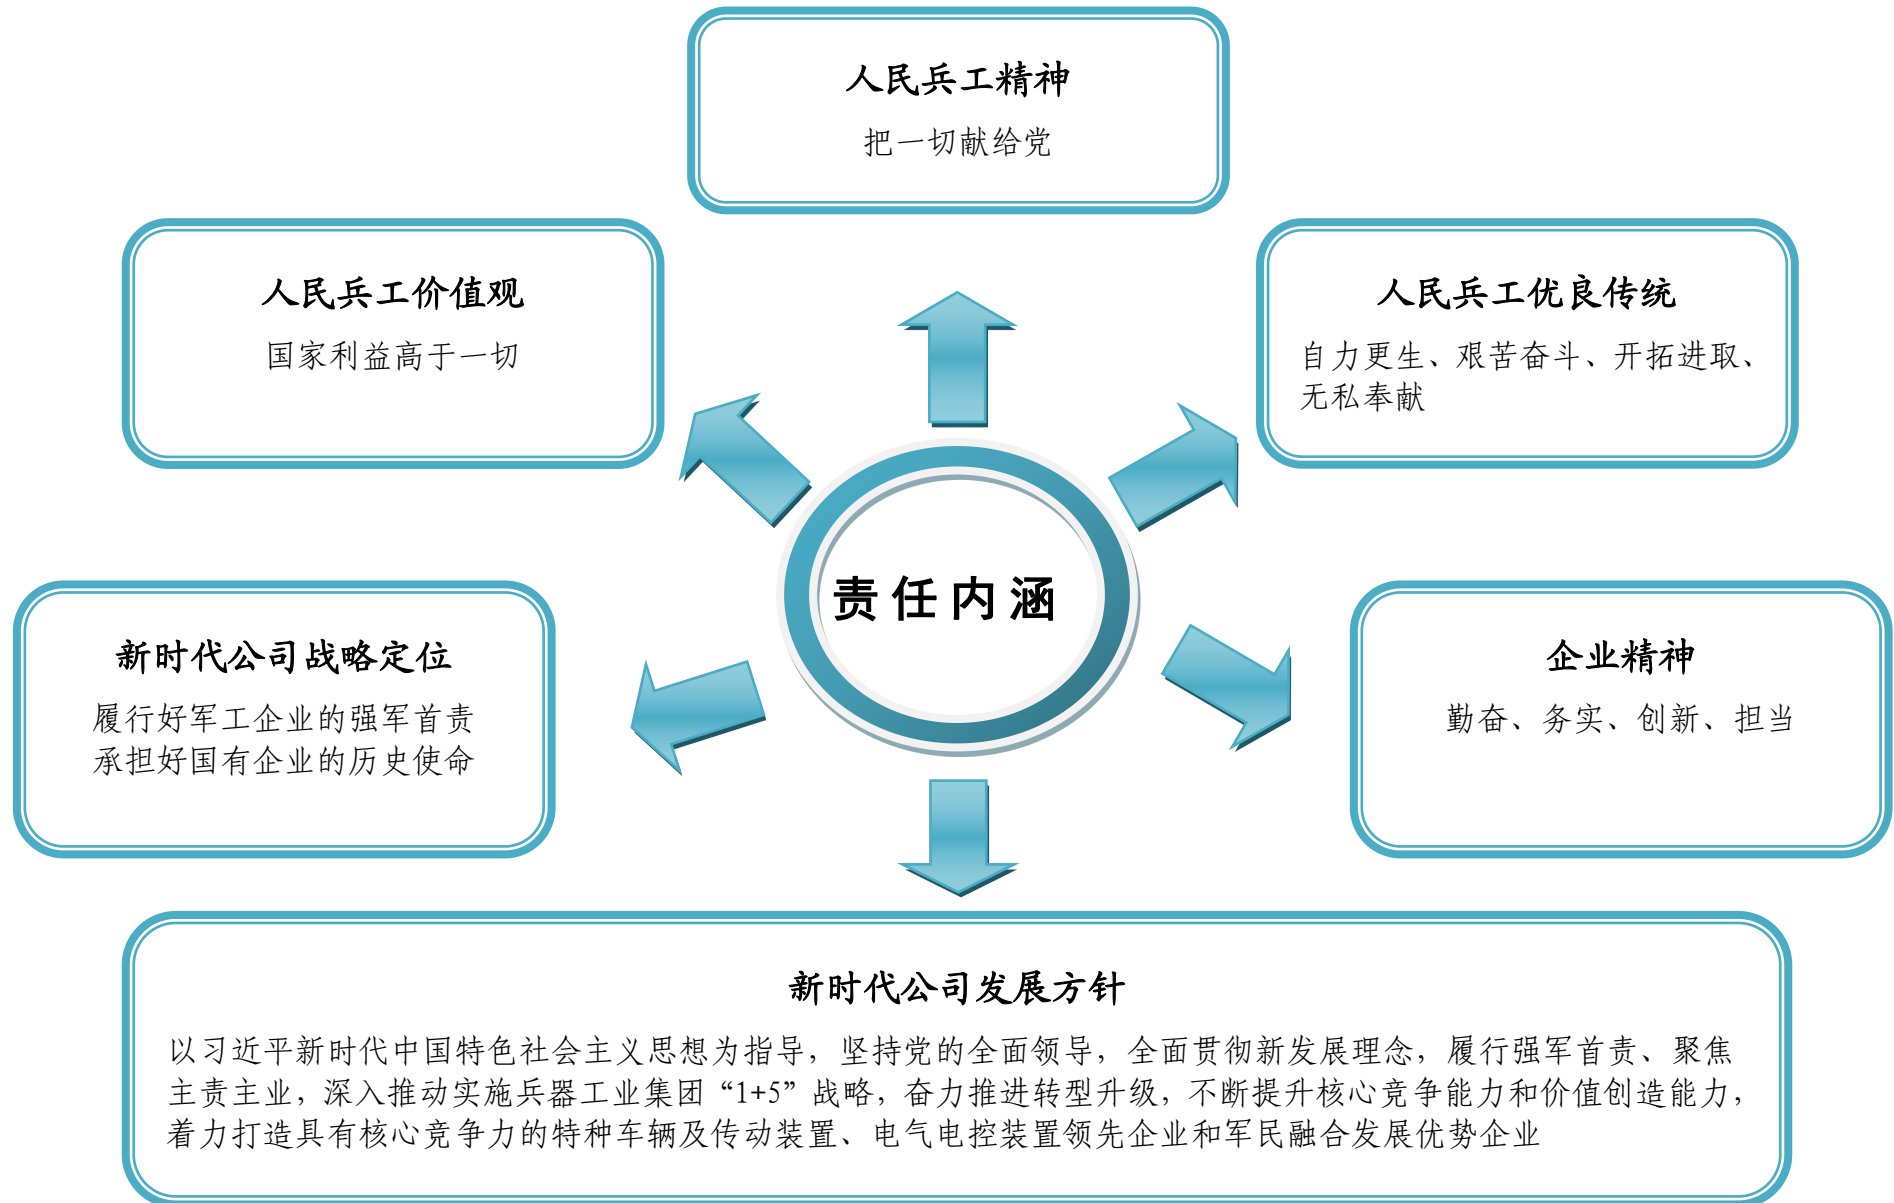 人民兵工精神
把一切献给党
人民兵工价值观
国家利益高于一切
人民兵工优良传统
自力更生、艰苦奋斗、开拓进取、
无私奉献
责任内涵
新时代公司战略定位
履行好军工企业的强军首责
承担好国有企业的历史使命
企业精神
勤奋、务实、创新、担当
新时代公司发展方针
以习近平新时代中国特色社会主义思想为指导，坚持党的全面领导，全面贯彻新发展理念，履行强军首责、聚焦
主责主业，深入推动实施兵器工业集团“1+5”战略，奋力推进转型升级，不断提升核心竞争能力和价值创造能力，
着力打造具有核心竞争力的特种车辆及传动装置、电气电控装置领先企业和军民融合发展优势企业